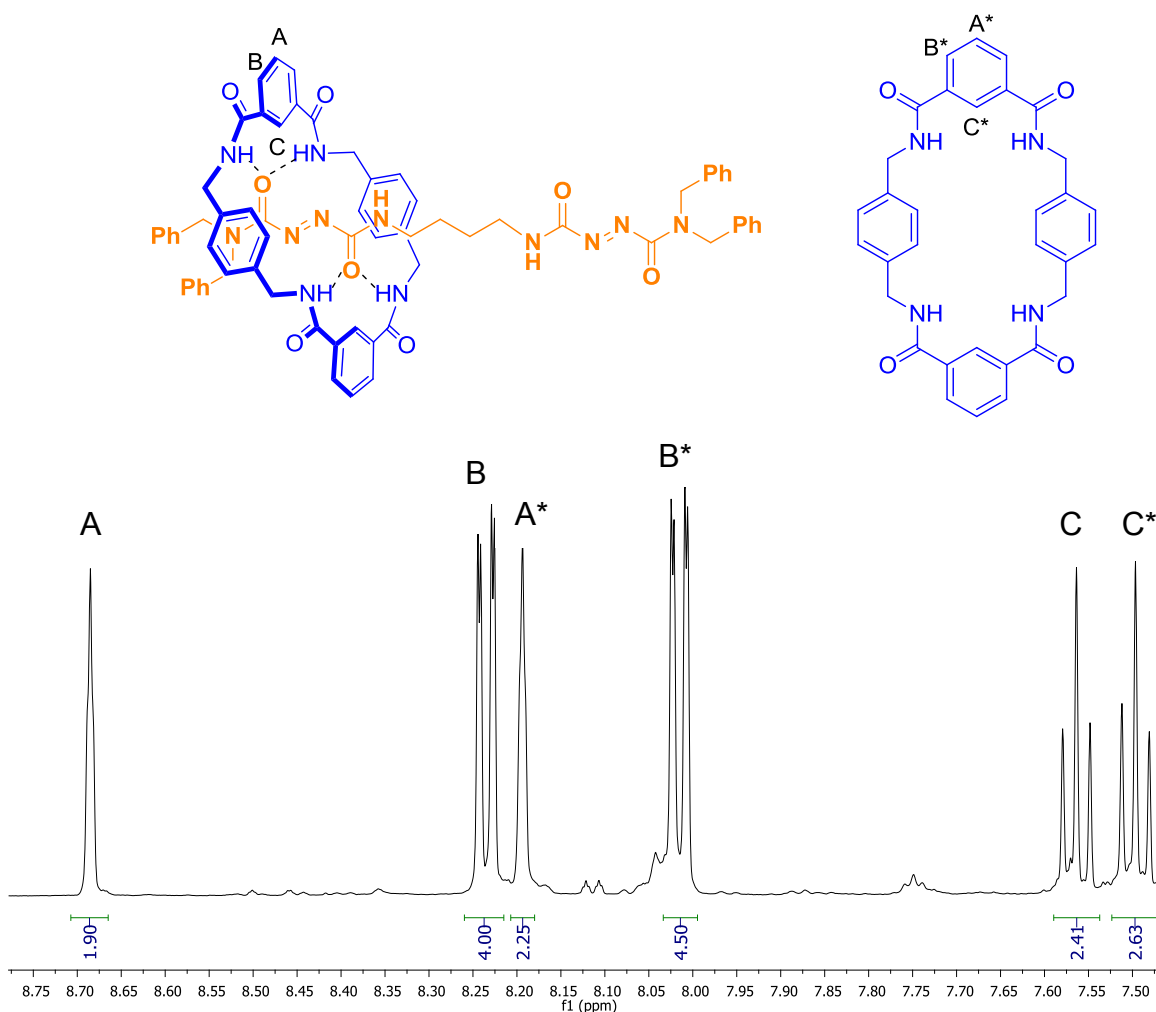 A
B
O
O
NH
C
HN
O
H
N
N
N
N
Ph
Ph
O
NH
HN
O
O
O
N
H
N
N
O
N
Ph
Ph
A*
B*
O
O
C*
NH
HN
NH
HN
O
O
A
B
A*
B*
C
C*
1.90
4.00
2.25
4.50
2.41
2.63
8.75 8.70 8.65 8.60 8.55 8.50 8.45 8.40 8.35 8.30 8.25 8.20 8.15 8.10 8.05 8.00 7.95 7.90 7.85 7.80 7.75 7.70 7.65 7.60 7.55 7.50
f1 (ppm)